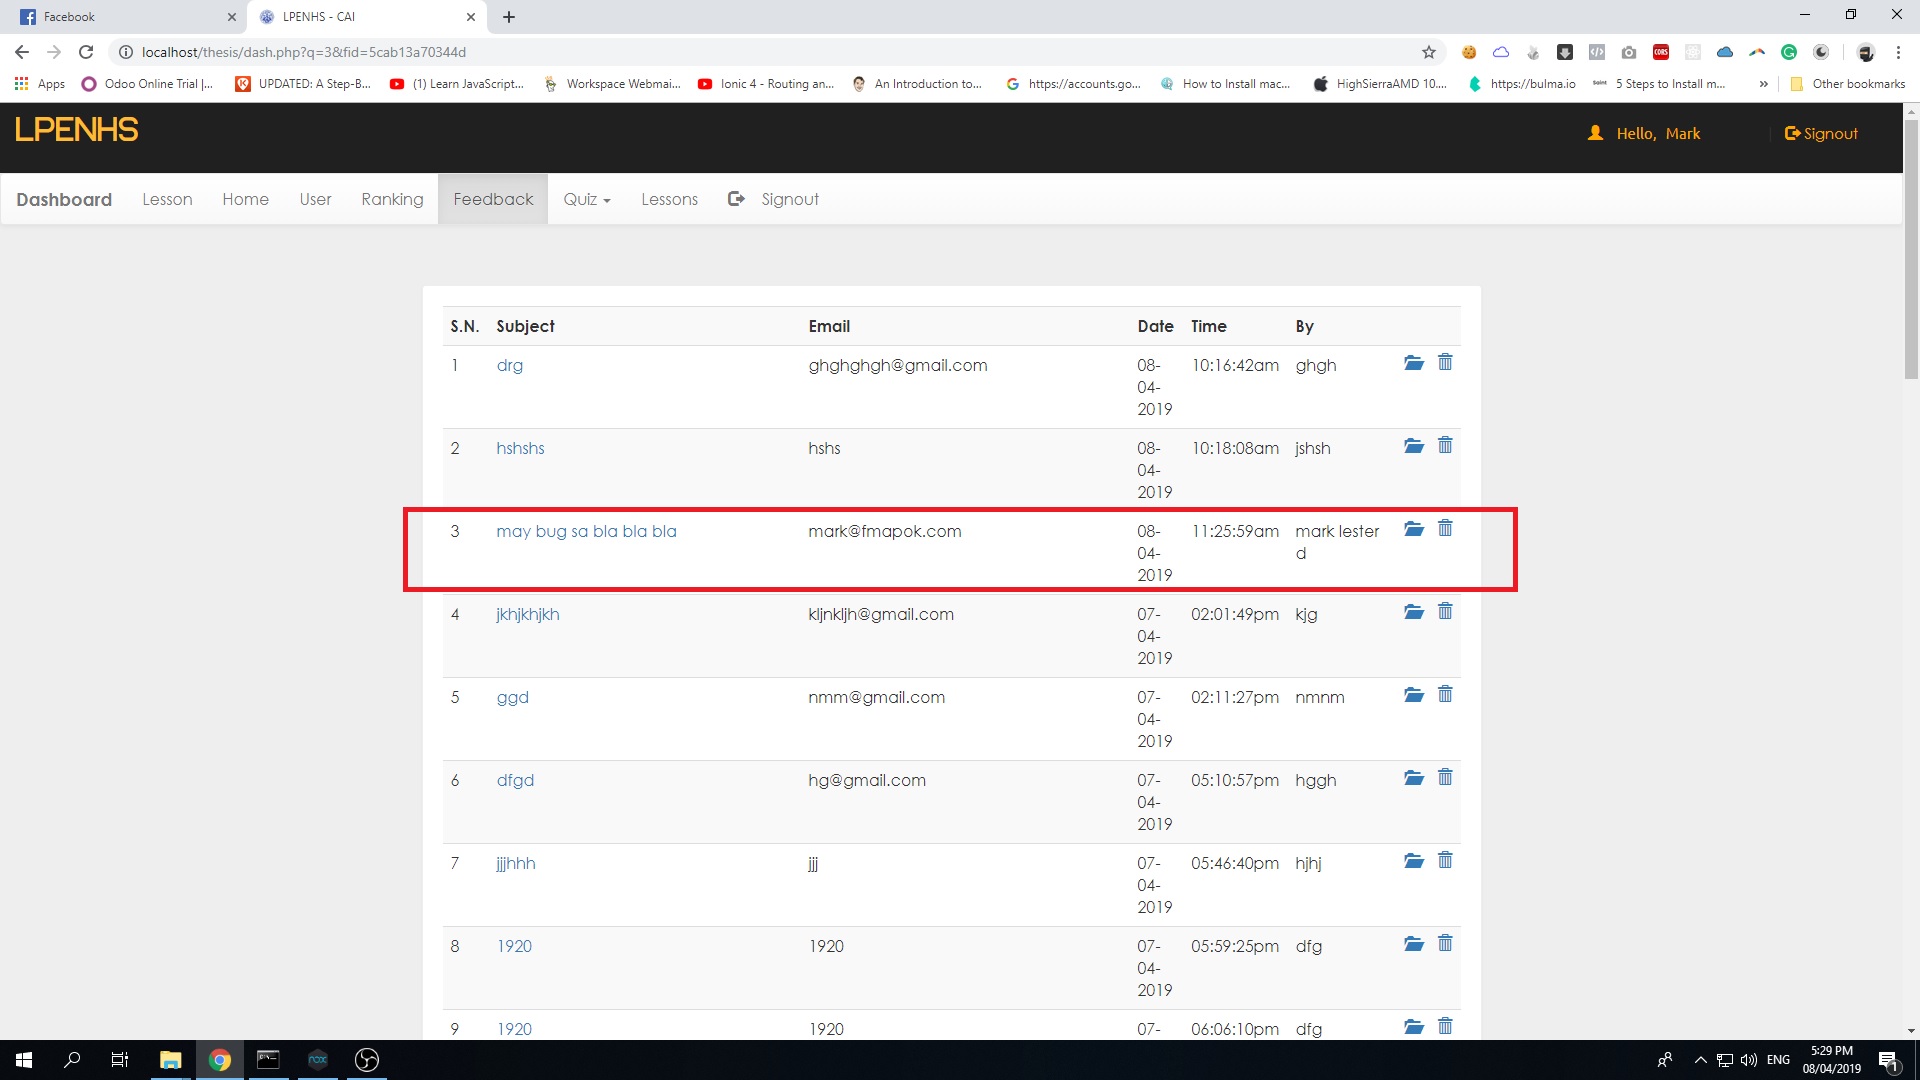 Facebook
LPENHS - CAI
localhost/thesis/dash.php?q=3&fid=5cab13a70344d
CORS
Apps
Odoo Online Trial |...
UPDATED: A Step-B...
(1) Learn JavaScript...
Workspace Webmai...
Ionic 4 - Routing an...
An Introduction to...
https://accounts.go...
How to Install mac...
HighSierraAMD 10....
https://bulma.io
5 Steps to Install m...
»
Other bookmarks
LPENHS
Hello, Mark
Signout
Dashboard Lesson Home User Ranking Feedback Quiz Lessons Signout
S.N. Subject Email Date Time By
1 drg ghghghgh@gmail.com 08-04-2019 10:16:42am ghgh
2 hshshs hshs 08-04-2019 10:18:08am jshsh
3 may bug sa bla bla bla mark@fmapok.com 08-04-2019 11:25:59am mark lester d
4 jkhjkhjkh kljnkljh@gmail.com 07-04-2019 02:01:49pm kjg
5 ggd nmm@gmail.com 07-04-2019 02:11:27pm nmnm
6 dfgd hg@gmail.com 07-04-2019 05:10:57pm hggh
7 jjjhhh jjj 07-04-2019 05:46:40pm hjhj
8 1920 1920 07-04-2019 05:59:25pm dfg
9 1920 1920 07- 06:06:10pm dfg
nox
ENG
5:29 PM
08/04/2019
1